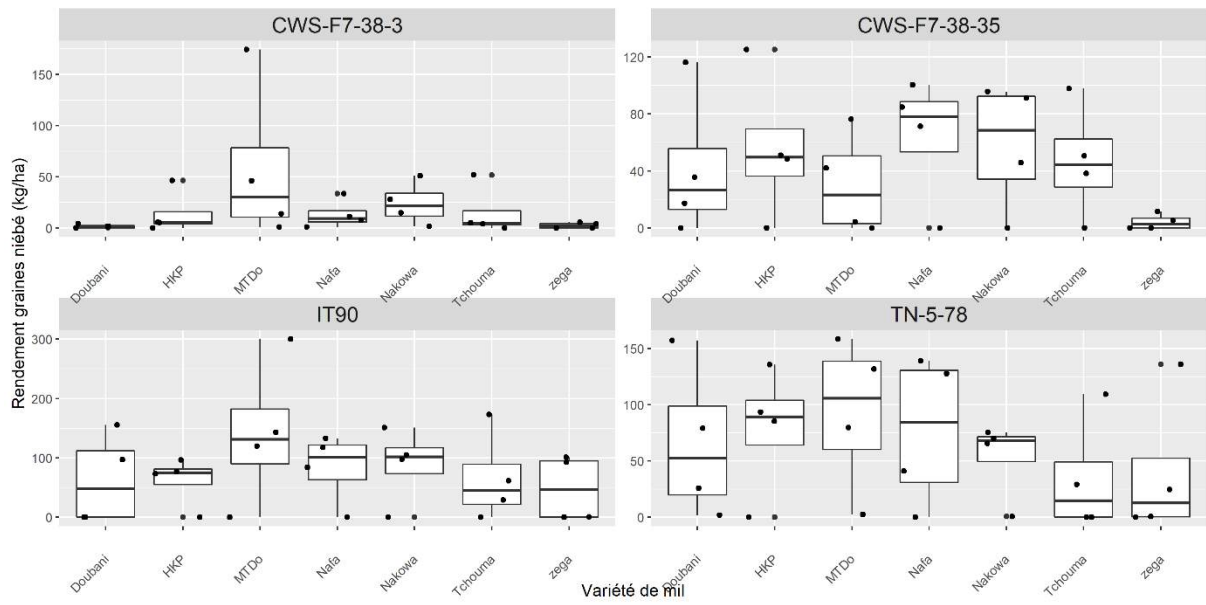 CWS-F7-38-3
CWS-F7-38-35
150
100
50
0
120
80
40
0
Doubani
HKP
MTDo
Nafa
Nakowa
Tchouma
zega
Doubani
HKP
MTDo
Nafa
Nakowa
Tchouma
zega
IT90
TN-5-78
300
200
100
0
150
100
50
0
Doubani
HKP
MTDo
Nafa
Nakowa
Tchouma
zega
Doubani
HKP
MTDo
Nafa
Nakowa
Tchouma
zega
Rendement graines niébé (kg/ha)
Variété de mil